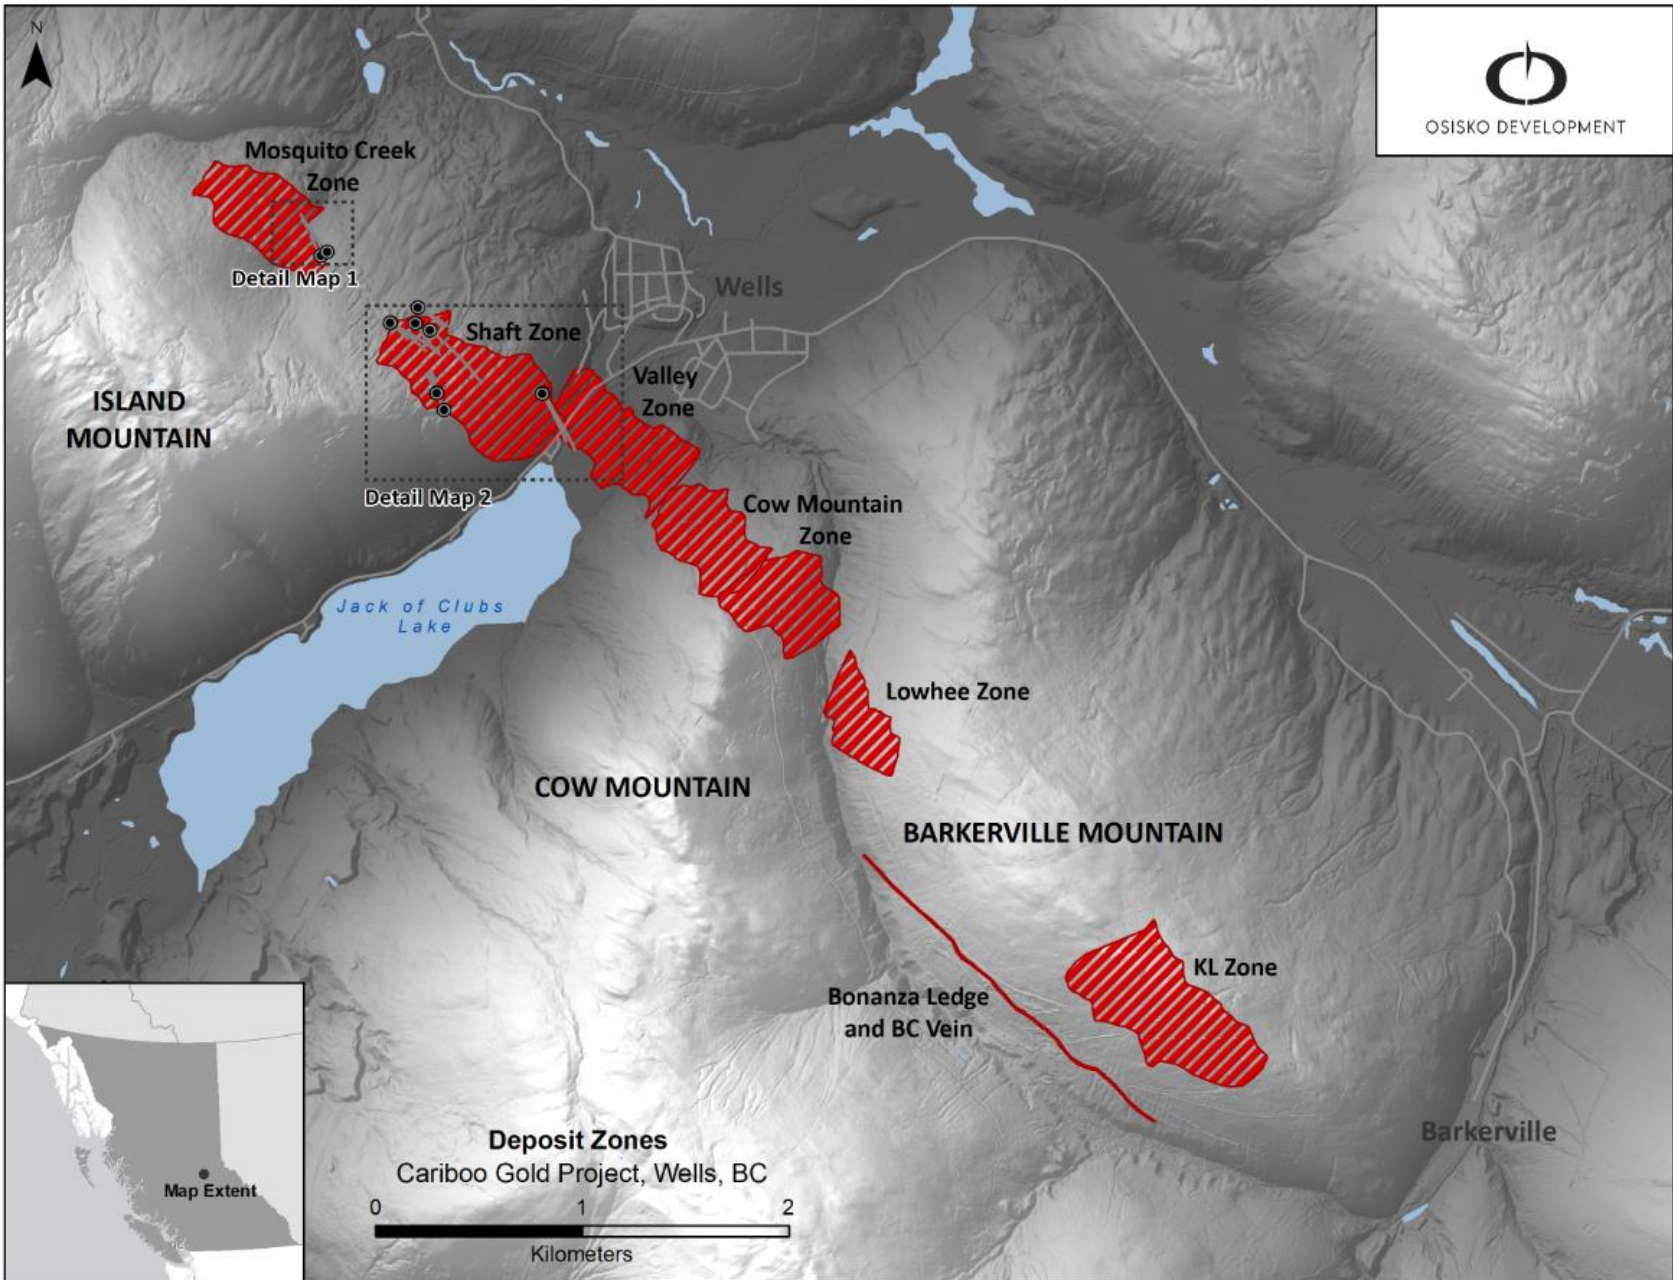 N
OSISKO DEVELOPMENT
Mosquito Creek
Zone
Detail Map 1
Wells
Shaft Zone
Valley
Zone
ISLAND
MOUNTAIN
Detail Map 2
Cow Mountain
Zone
Jack of Clubs
Lake
Lowhee Zone
COW MOUNTAIN
BARKERVILLE MOUNTAIN
KL Zone
Bonanza Ledge
and BC Vein
Barkerville
Map Extent
Deposit Zones
Cariboo Gold Project, Wells, BC
0 1 2
Kilometers